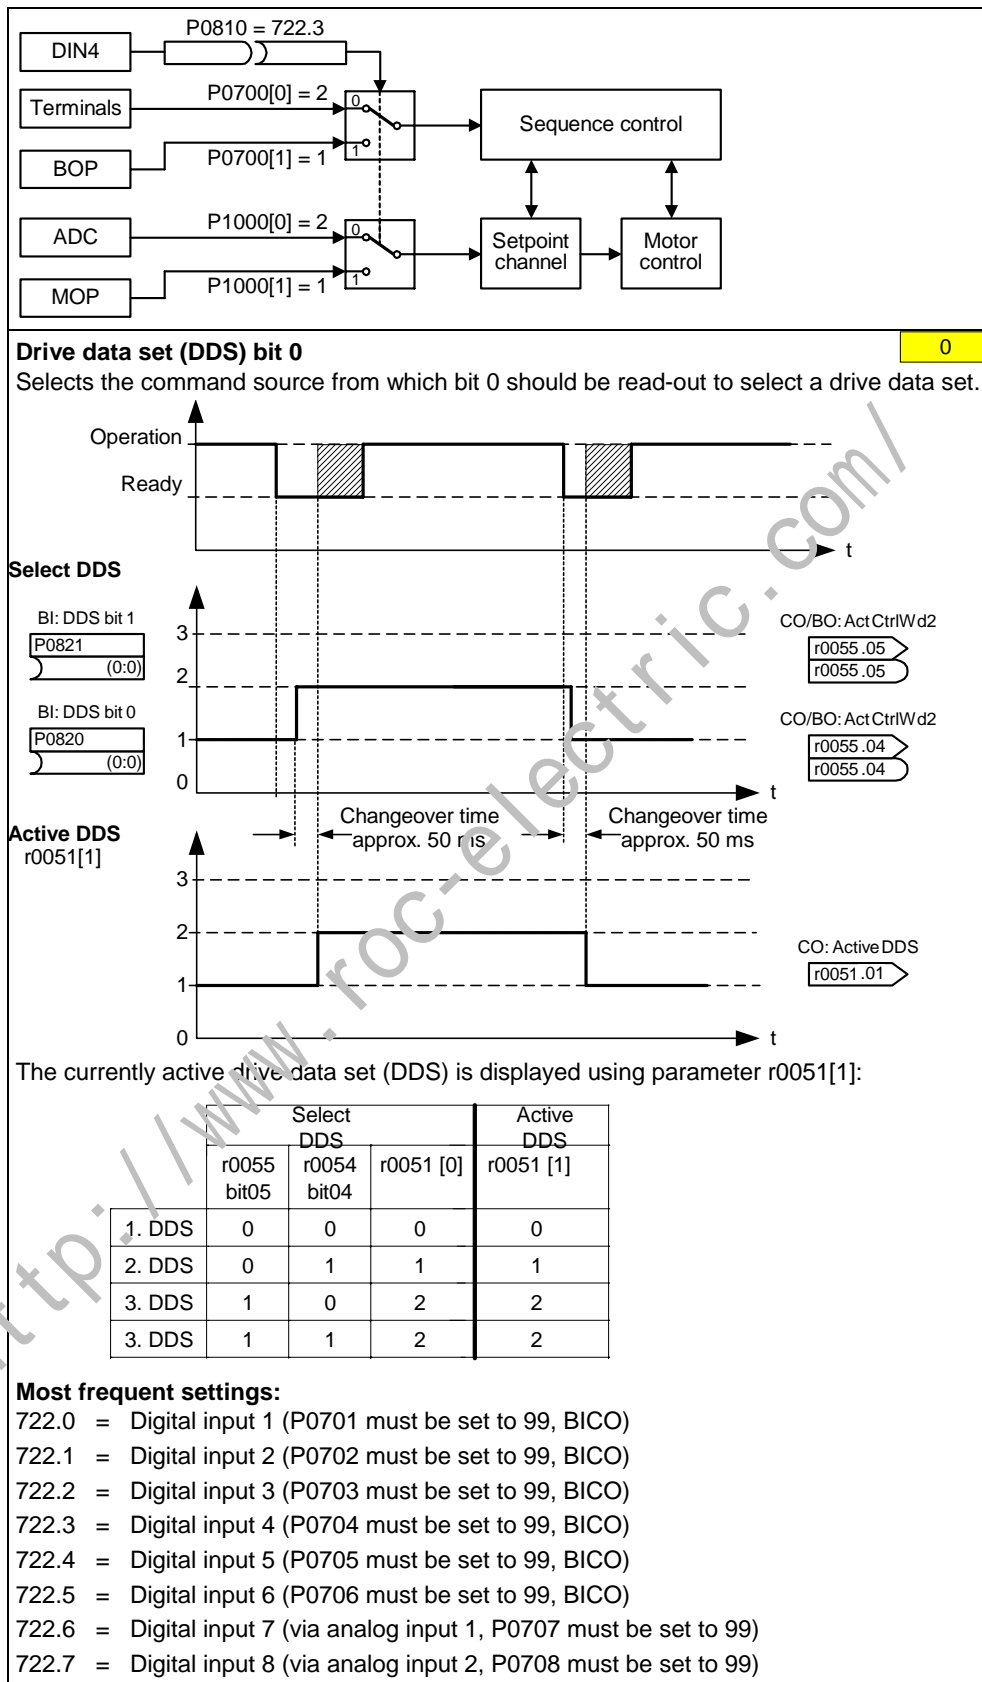 P0810 = 722.3
DIN4
Terminals
P0700[0] = 2
0
Sequence control
BOP
P0700[1] = 1
1
ADC
P1000[0] = 2
0
Setpoint
channel
Motor
control
MOP
P1000[1] = 1
1
Drive data set (DDS) bit 0
0
Selects the command source from which bit 0 should be read-out to select a drive data set.
Operation
Ready
t
Select DDS
BI: DDS bit 1
P0821
(0:0)
BI: DDS bit 0
P0820
(0:0)
3
2
1
0
t
CO/BO: Act CtrlWd2
r0055.05
r0055.05
CO/BO: Act CtrlWd2
r0055.04
r0055.04
Changeover time
approx. 50 ms
Changeover time
approx. 50 ms
Active DDS
r0051[1]
3
2
1
0
t
CO: Active DDS
r0051.01
The currently active drive data set (DDS) is displayed using parameter r0051[1]:
Select
DDS
Active
DDS
r0055
bit05
r0054
bit04
r0051 [0]
r0051 [1]
1. DDS 0 0 0 0
2. DDS 0 1 1 1
3. DDS 1 0 2 2
3. DDS 1 1 2 2
Most frequent settings:
722.0 = Digital input 1 (P0701 must be set to 99, BICO)
722.1 = Digital input 2 (P0702 must be set to 99, BICO)
722.2 = Digital input 3 (P0703 must be set to 99, BICO)
722.3 = Digital input 4 (P0704 must be set to 99, BICO)
722.4 = Digital input 5 (P0705 must be set to 99, BICO)
722.5 = Digital input 6 (P0706 must be set to 99, BICO)
722.6 = Digital input 7 (via analog input 1, P0707 must be set to 99)
722.7 = Digital input 8 (via analog input 2, P0708 must be set to 99)
ttp://www.roc-electric.com/